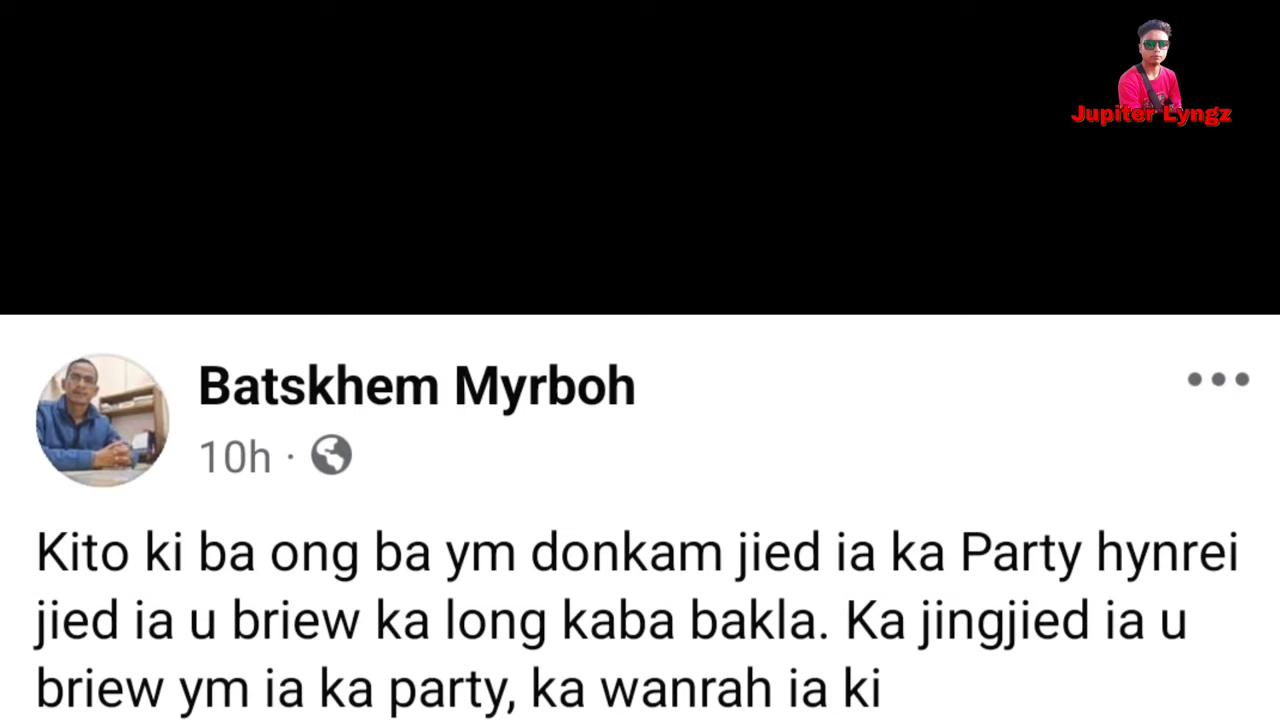 Jupiter Lyngz
Batskhem Myrboh
10h ·
Kito ki ba ong ba ym donkam jied ia ka Party hynrei
jied ia u briew ka long kaba bakla. Ka jingjied ia u
briew ym ia ka party, ka wanrah ia ki